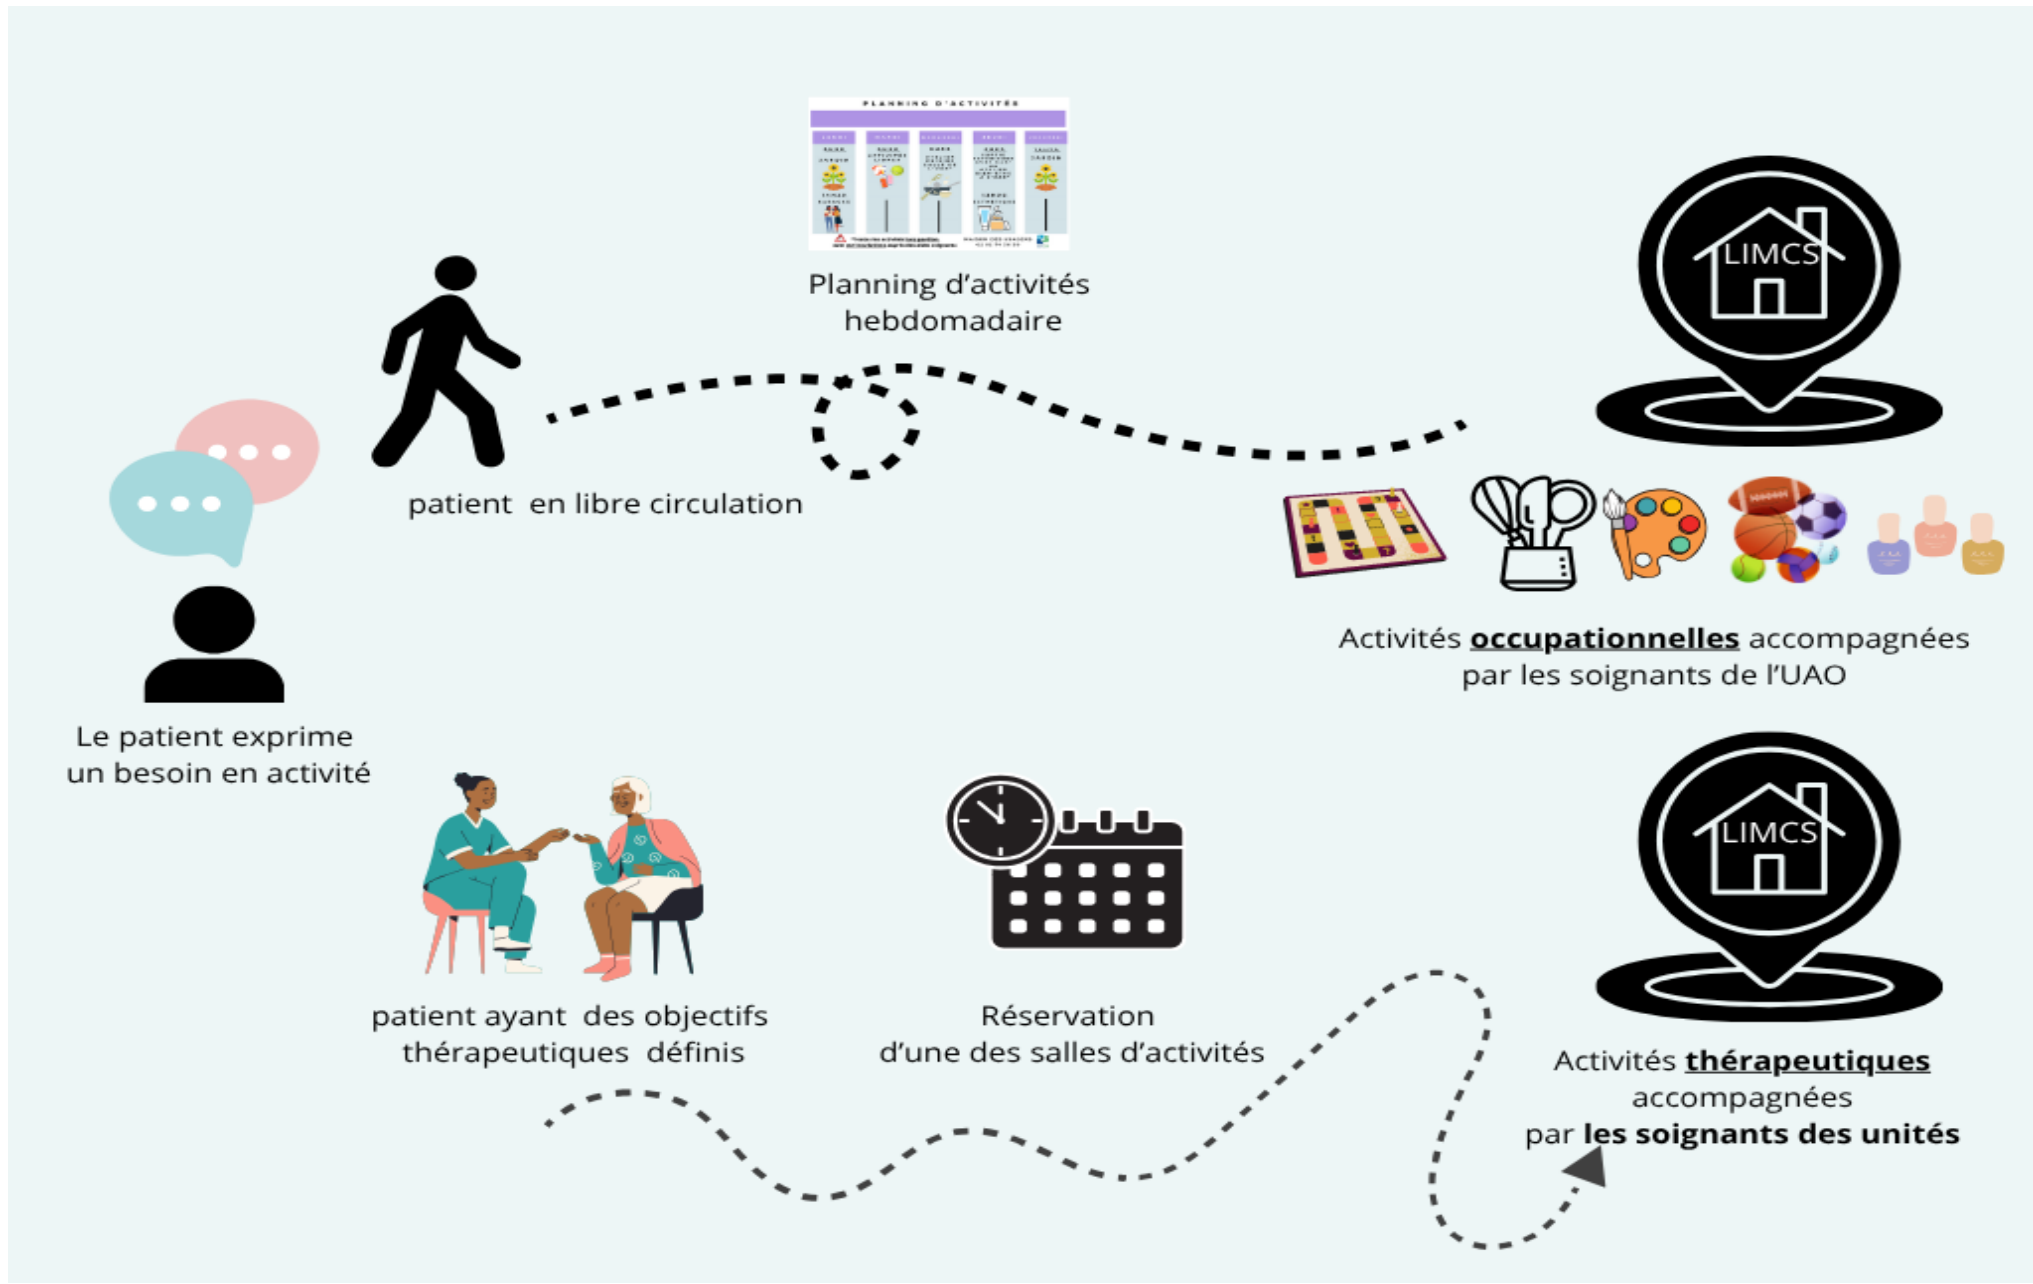 PLANNING D'ACTIVITÉS
Planning d'activités
hebdomadaire
LIMCS
patient en libre circulation
Activités occupationnelles accompagnées
par les soignants de l'UAO
Le patient exprime
un besoin en activité
LIMCS
patient ayant des objectifs
thérapeutiques définis
Réservation
d'une des salles d'activités
Activités thérapeutiques
accompagnées
par les soignants des unités